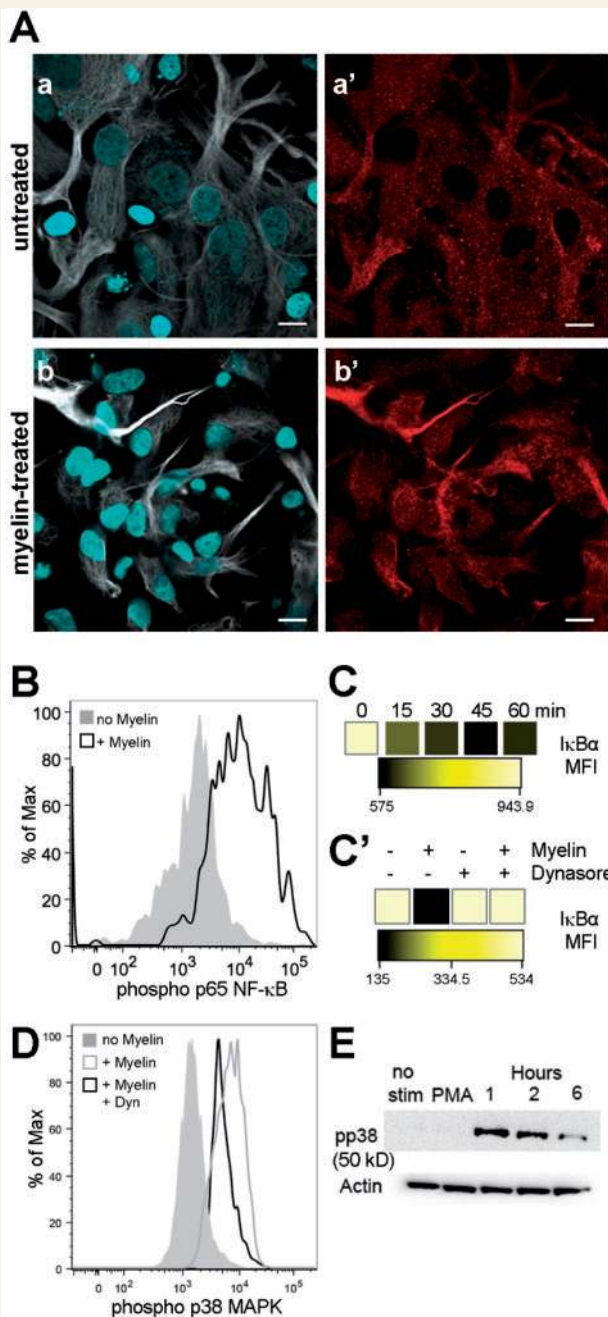 A
a
a'
untreated
b
b'
myelin-treated
B
no Myelin
+ Myelin
100
80
60
40
20
0
% of Max
0 10² 10³ 10⁴ 10⁵
phospho p65 NF-κB
C
0 15 30 45 60 min
IκBα
MFI
575 943.9
C'
- + - + Myelin
- - + + Dynasore
IκBα
MFI
135 334.5 534
D
no Myelin
+ Myelin
+ Myelin
+ Dyn
100
80
60
40
20
0
% of Max
0 10² 10³ 10⁴ 10⁵
phospho p38 MAPK
E
no Hours
stim PMA 1 2 6
pp38
(50 kD)
Actin